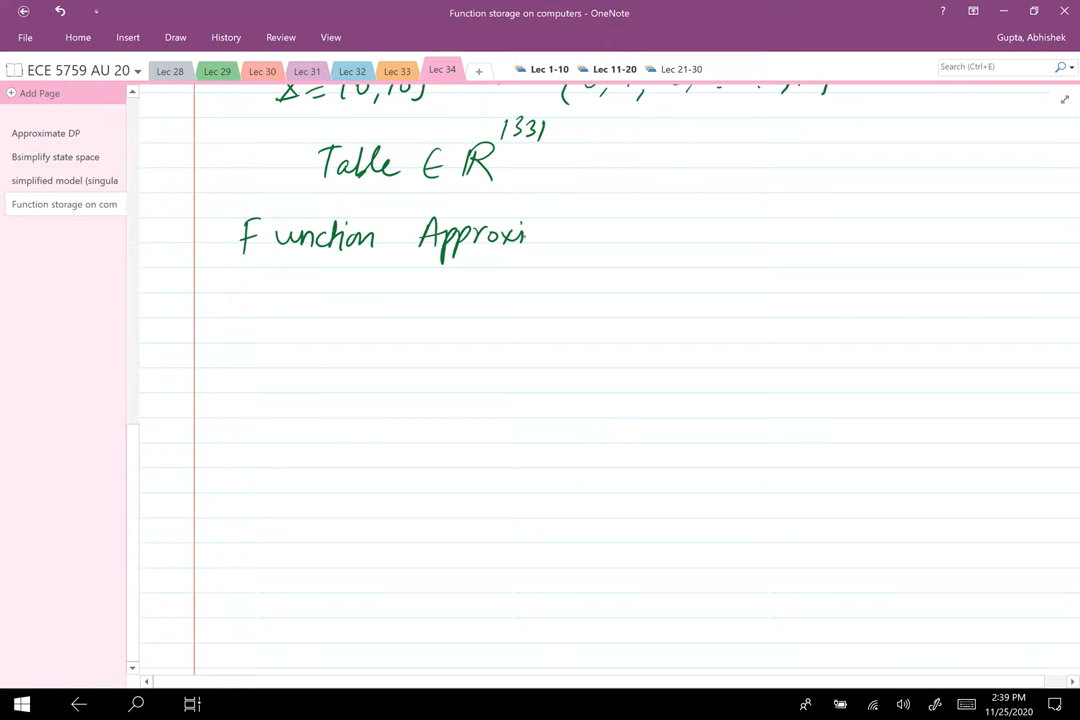 Function storage on computers - OneNote
File Home Insert Draw History Review View
Gupta, Abhishek
ECE 5759 AU 20 Lec 28 Lec 29 Lec 30 Lec 31 Lec 32 Lec 33 Lec 34 Lec 1-10 Lec 11-20 Lec 21-30
Search (Ctrl+E)
Add Page
Approximate DP
Bsimplify state space
simplified model (singula
Function storage on com
Table ∈ ℝ^1331
Function Approxi
2:39 PM
11/25/2020